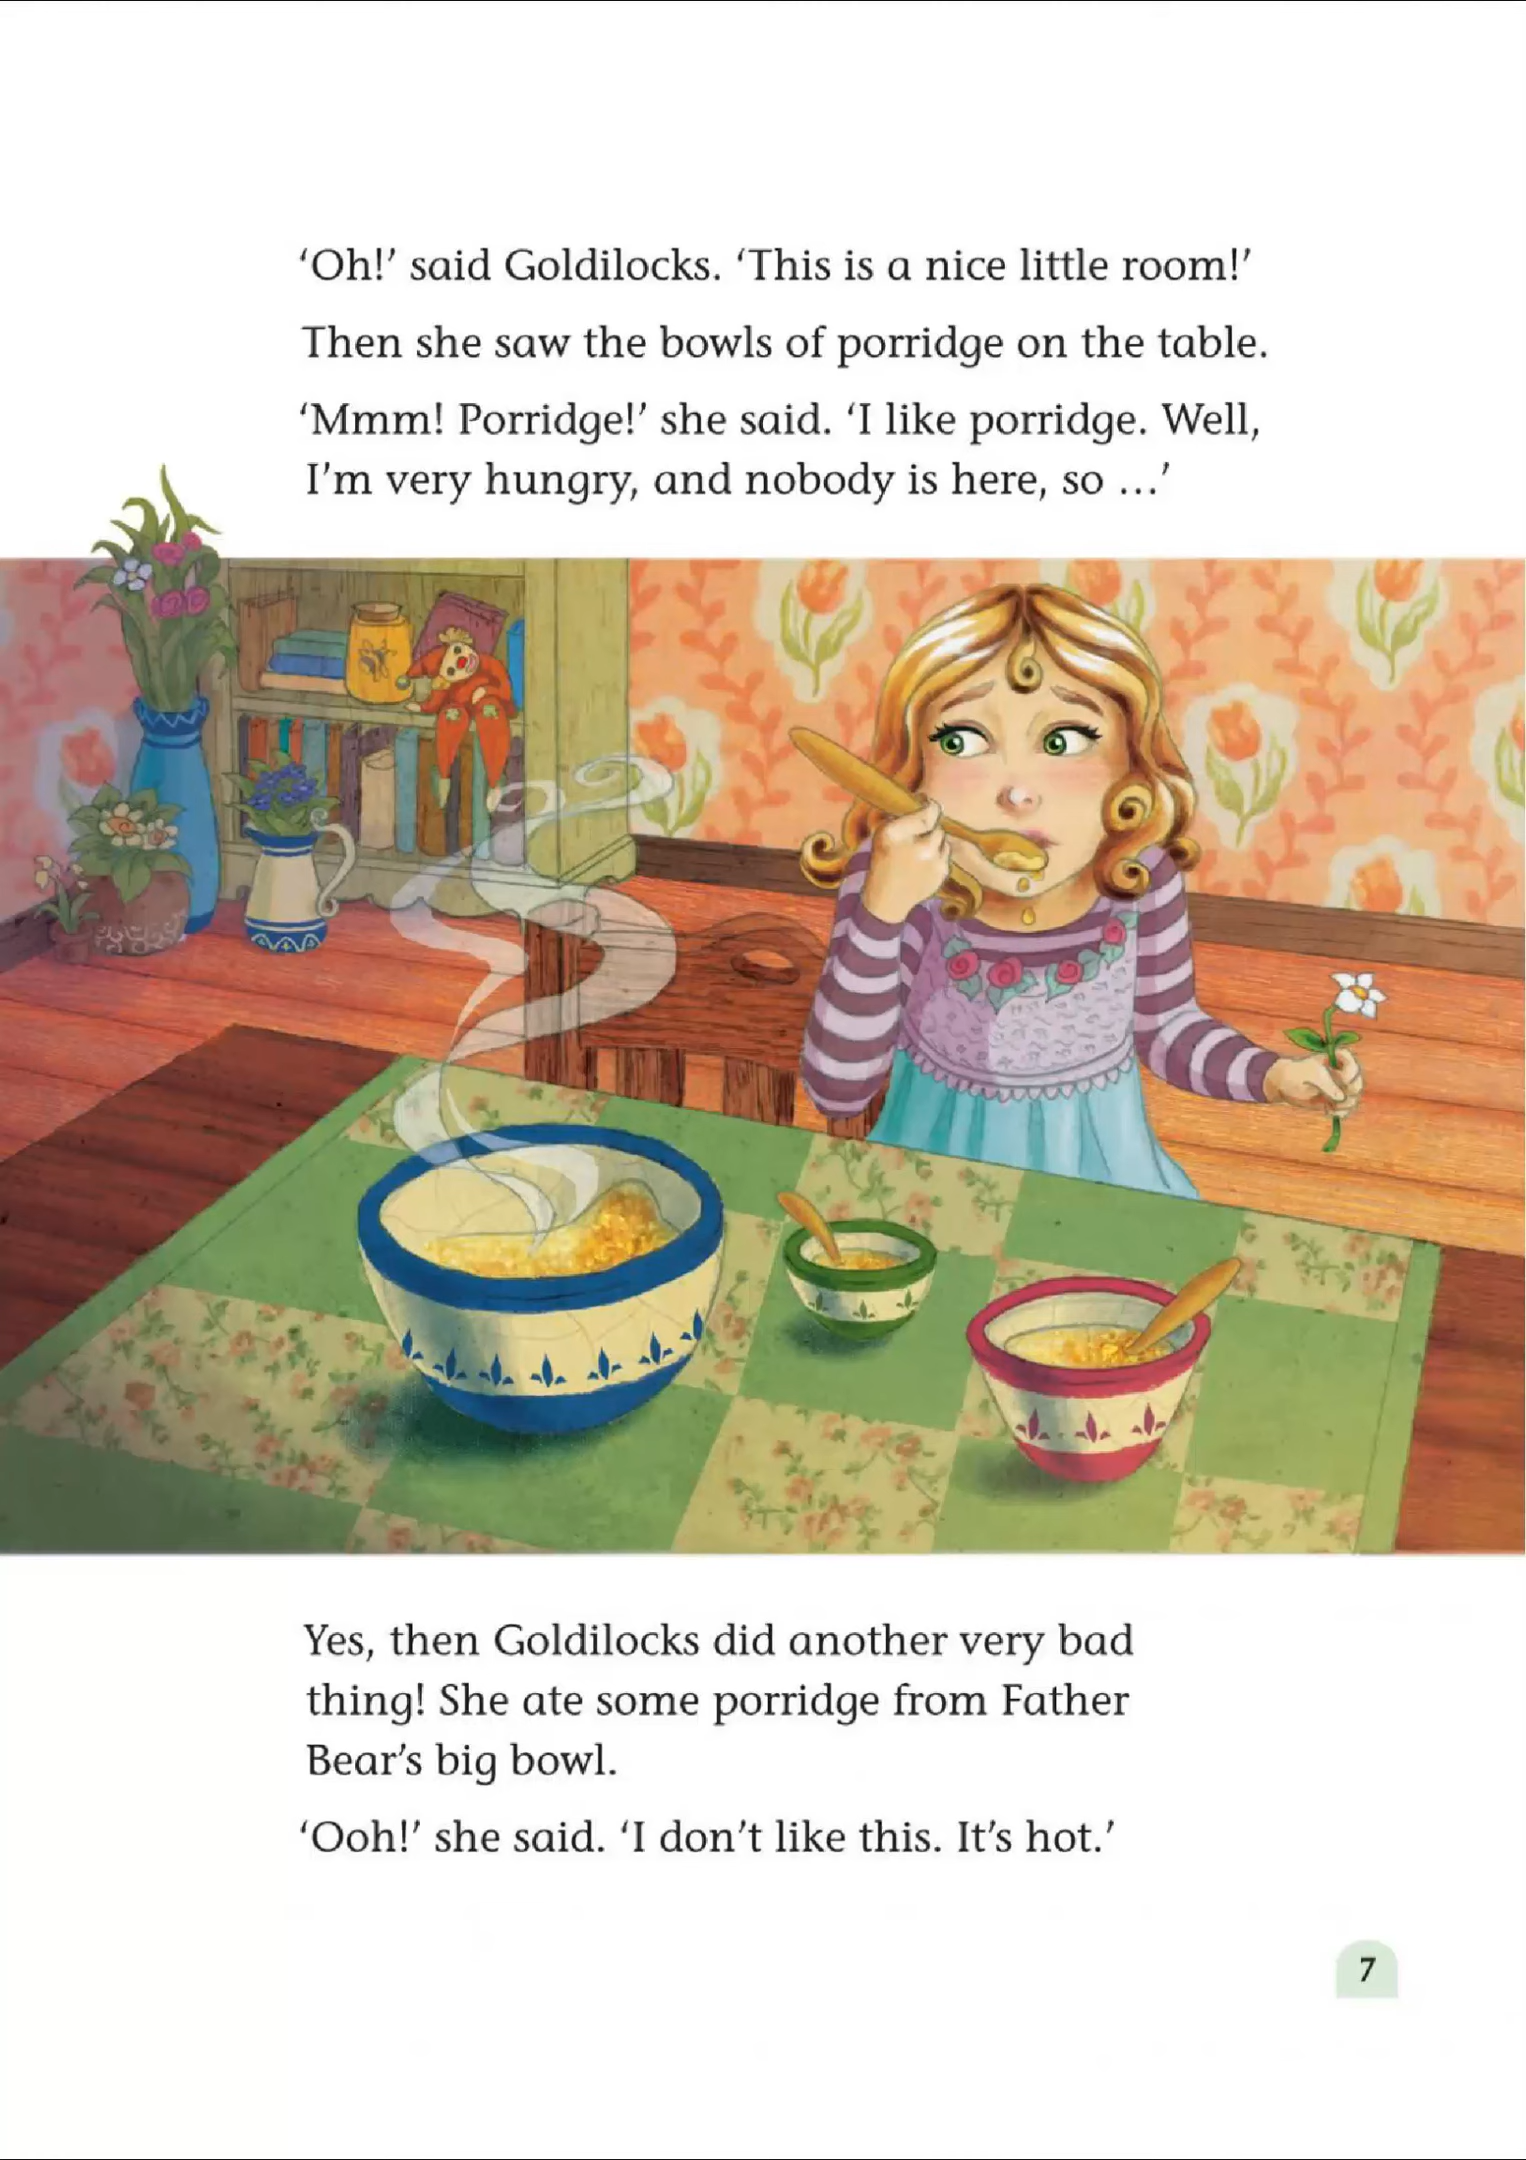 ‘Oh!’ said Goldilocks. ‘This is a nice little room!’
Then she saw the bowls of porridge on the table.
‘Mmm! Porridge!’ she said. ‘I like porridge. Well,
I’m very hungry, and nobody is here, so …’
Yes, then Goldilocks did another very bad
thing! She ate some porridge from Father
Bear’s big bowl.
‘Ooh!’ she said. ‘I don’t like this. It’s hot.’
7